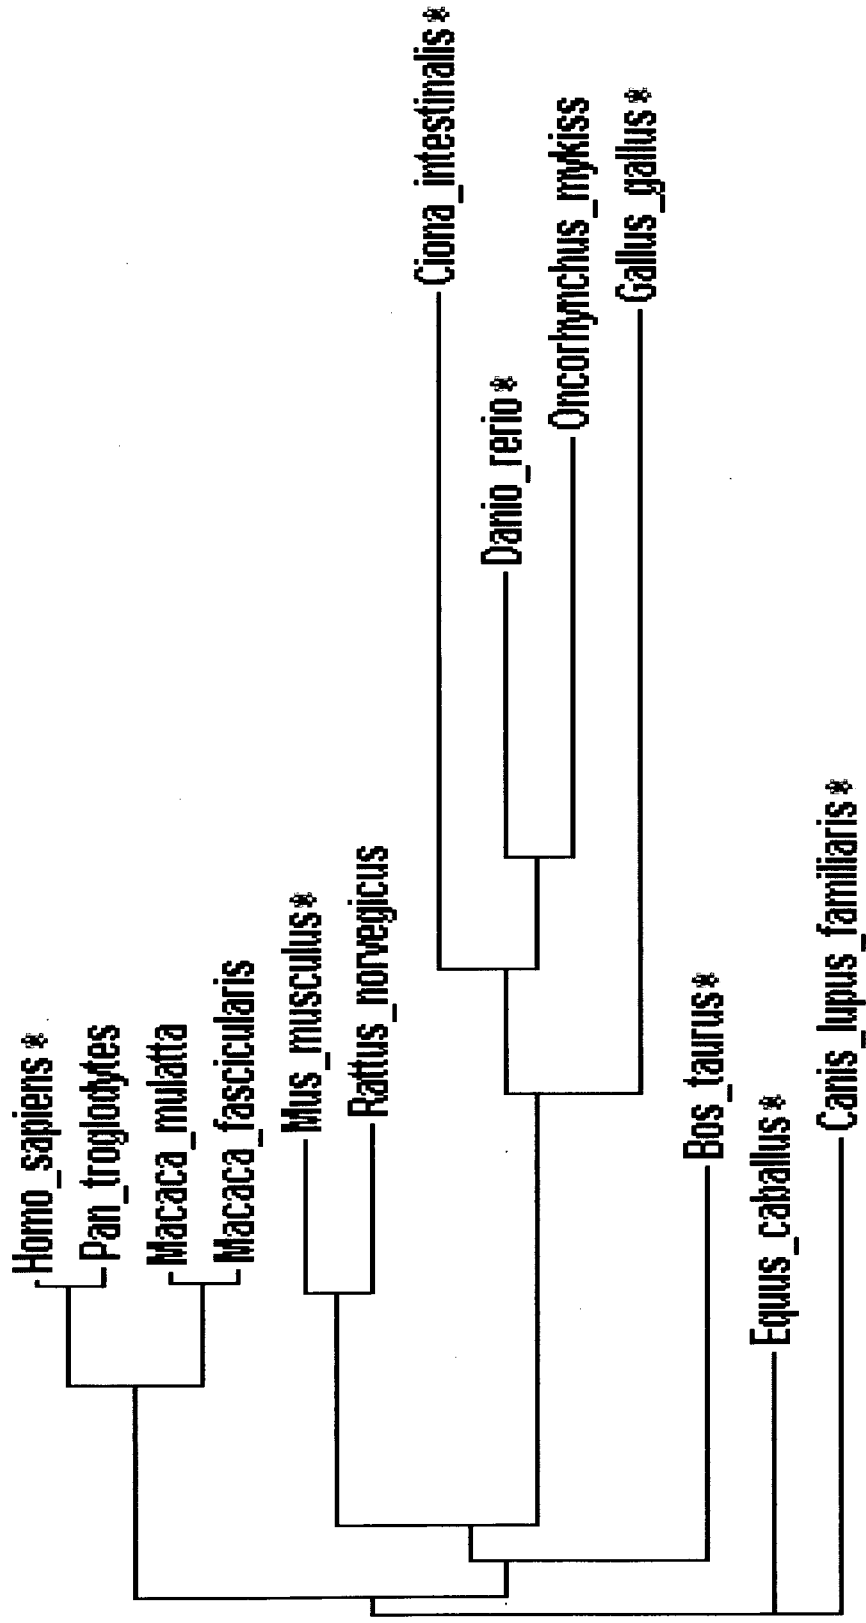 Homo_sapiens*
Pan_troglodytes
Macaca_mulatta
Macaca_fascicularis
Mus_musculus*
Rattus_norvegicus
Ciona_intestinalis*
Danio_rerio*
Oncorhynchus_mykiss
Gallus_gallus*
Bos_taurus*
Equus_caballus*
Canis_lupus_familiaris*